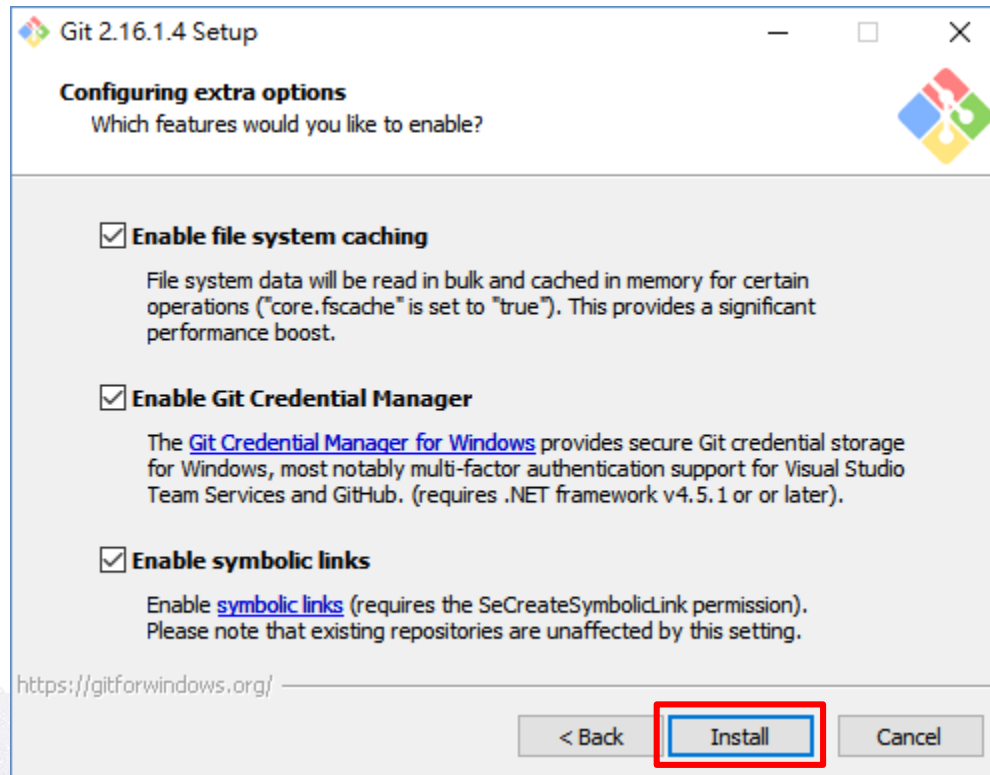 Git 2.16.1.4 Setup
Configuring extra options
Which features would you like to enable?
Enable file system caching
File system data will be read in bulk and cached in memory for certain
operations ("core.fscache" is set to "true"). This provides a significant
performance boost.
Enable Git Credential Manager
The Git Credential Manager for Windows provides secure Git credential storage
for Windows, most notably multi-factor authentication support for Visual Studio
Team Services and GitHub. (requires .NET framework v4.5.1 or or later).
Enable symbolic links
Enable symbolic links (requires the SeCreateSymbolicLink permission).
Please note that existing repositories are unaffected by this setting.
https://gitforwindows.org/
< Back Install Cancel